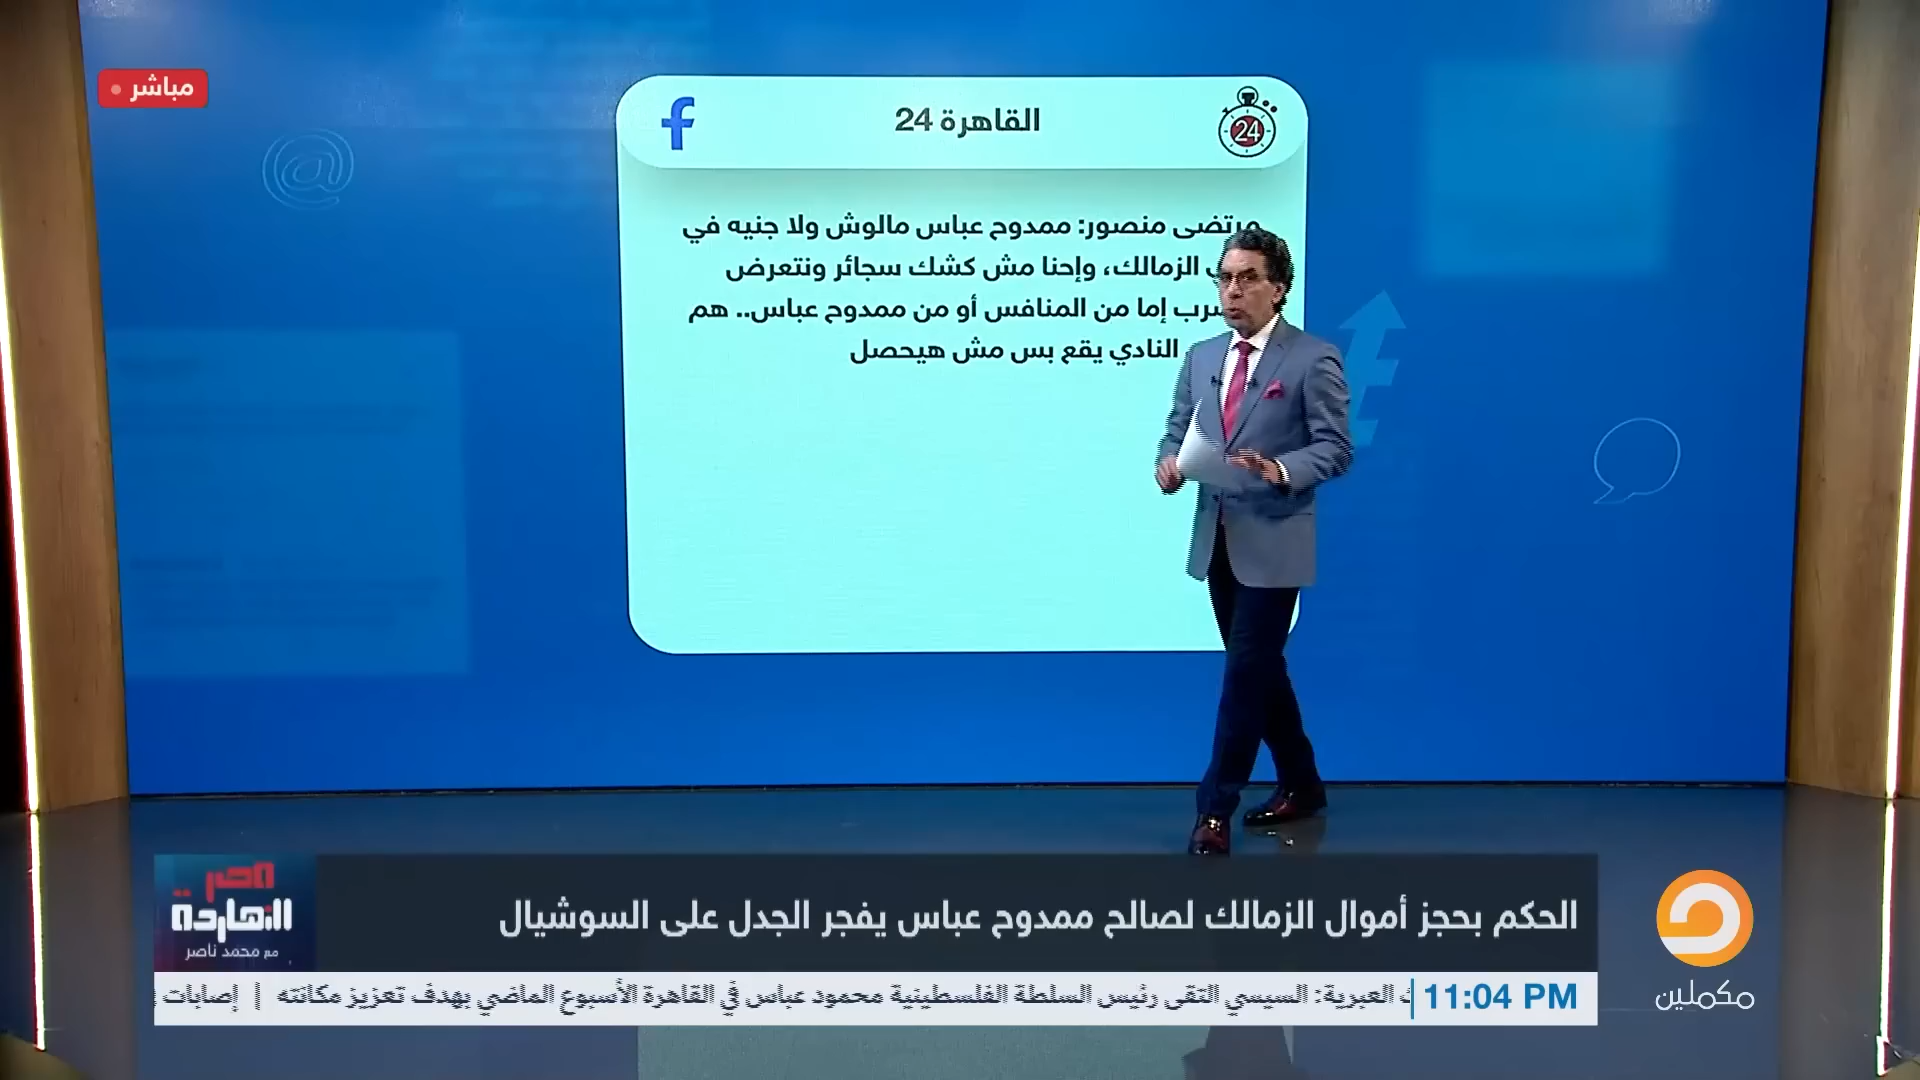 مباشر
القاهرة 24
24
مرتضى منصور: ممدوح عباس مالوش ولا جنيه في
الزمالك، وإحنا مش كشك سجائر ونتعرض
إما من المنافس أو من ممدوح عباس.. هم
النادي يقع بس مش هيحصل
مصر
النهاردة
مع محمد ناصر
الحكم بحجز أموال الزمالك لصالح ممدوح عباس يفجر الجدل على السوشيال
العبرية: السيسي التقى رئيس السلطة الفلسطينية محمود عباس في القاهرة الأسبوع الماضي بهدف تعزيز مكانته | إصابات
11:04 PM
مكملين